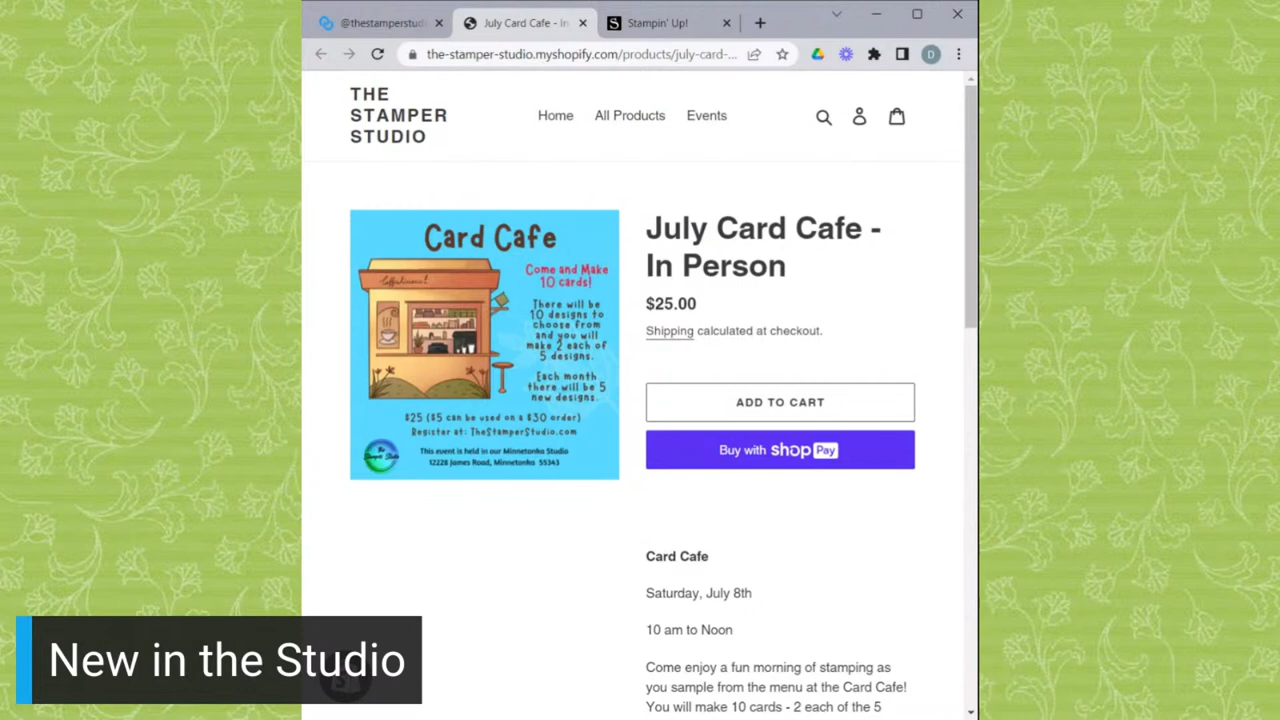 @thestamperstudi
July Card Cafe - In
Stampin' Up!
the-stamper-studio.myshopify.com/products/july-card-...
D
THE
STAMPER
STUDIO
Home
All Products
Events
Card Cafe
Come and Make
10 cards!
There will be
10 designs to
choose from
and you will
make 2 each of
5 designs.
Each month
there will be 5
new designs.
$25 ($5 can be used on a $30 order)
Register at: TheStamperStudio.com
The
Stamper Studio
This event is held in our Minnetonka Studio
12228 James Road, Minnetonka 55343
July Card Cafe -
In Person
$25.00
Shipping calculated at checkout.
ADD TO CART
Buy with shop Pay
Card Cafe
Saturday, July 8th
10 am to Noon
Come enjoy a fun morning of stamping as
you sample from the menu at the Card Cafe!
You will make 10 cards - 2 each of the 5
New in the Studio